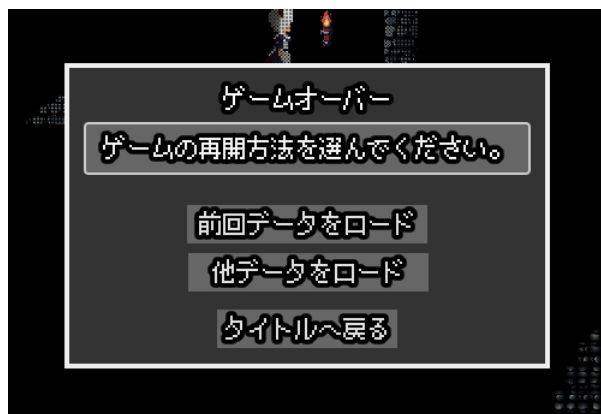 ゲームオーバー
ゲームの再開方法を選んでください。
前回データをロード
他データをロード
タイトルへ戻る